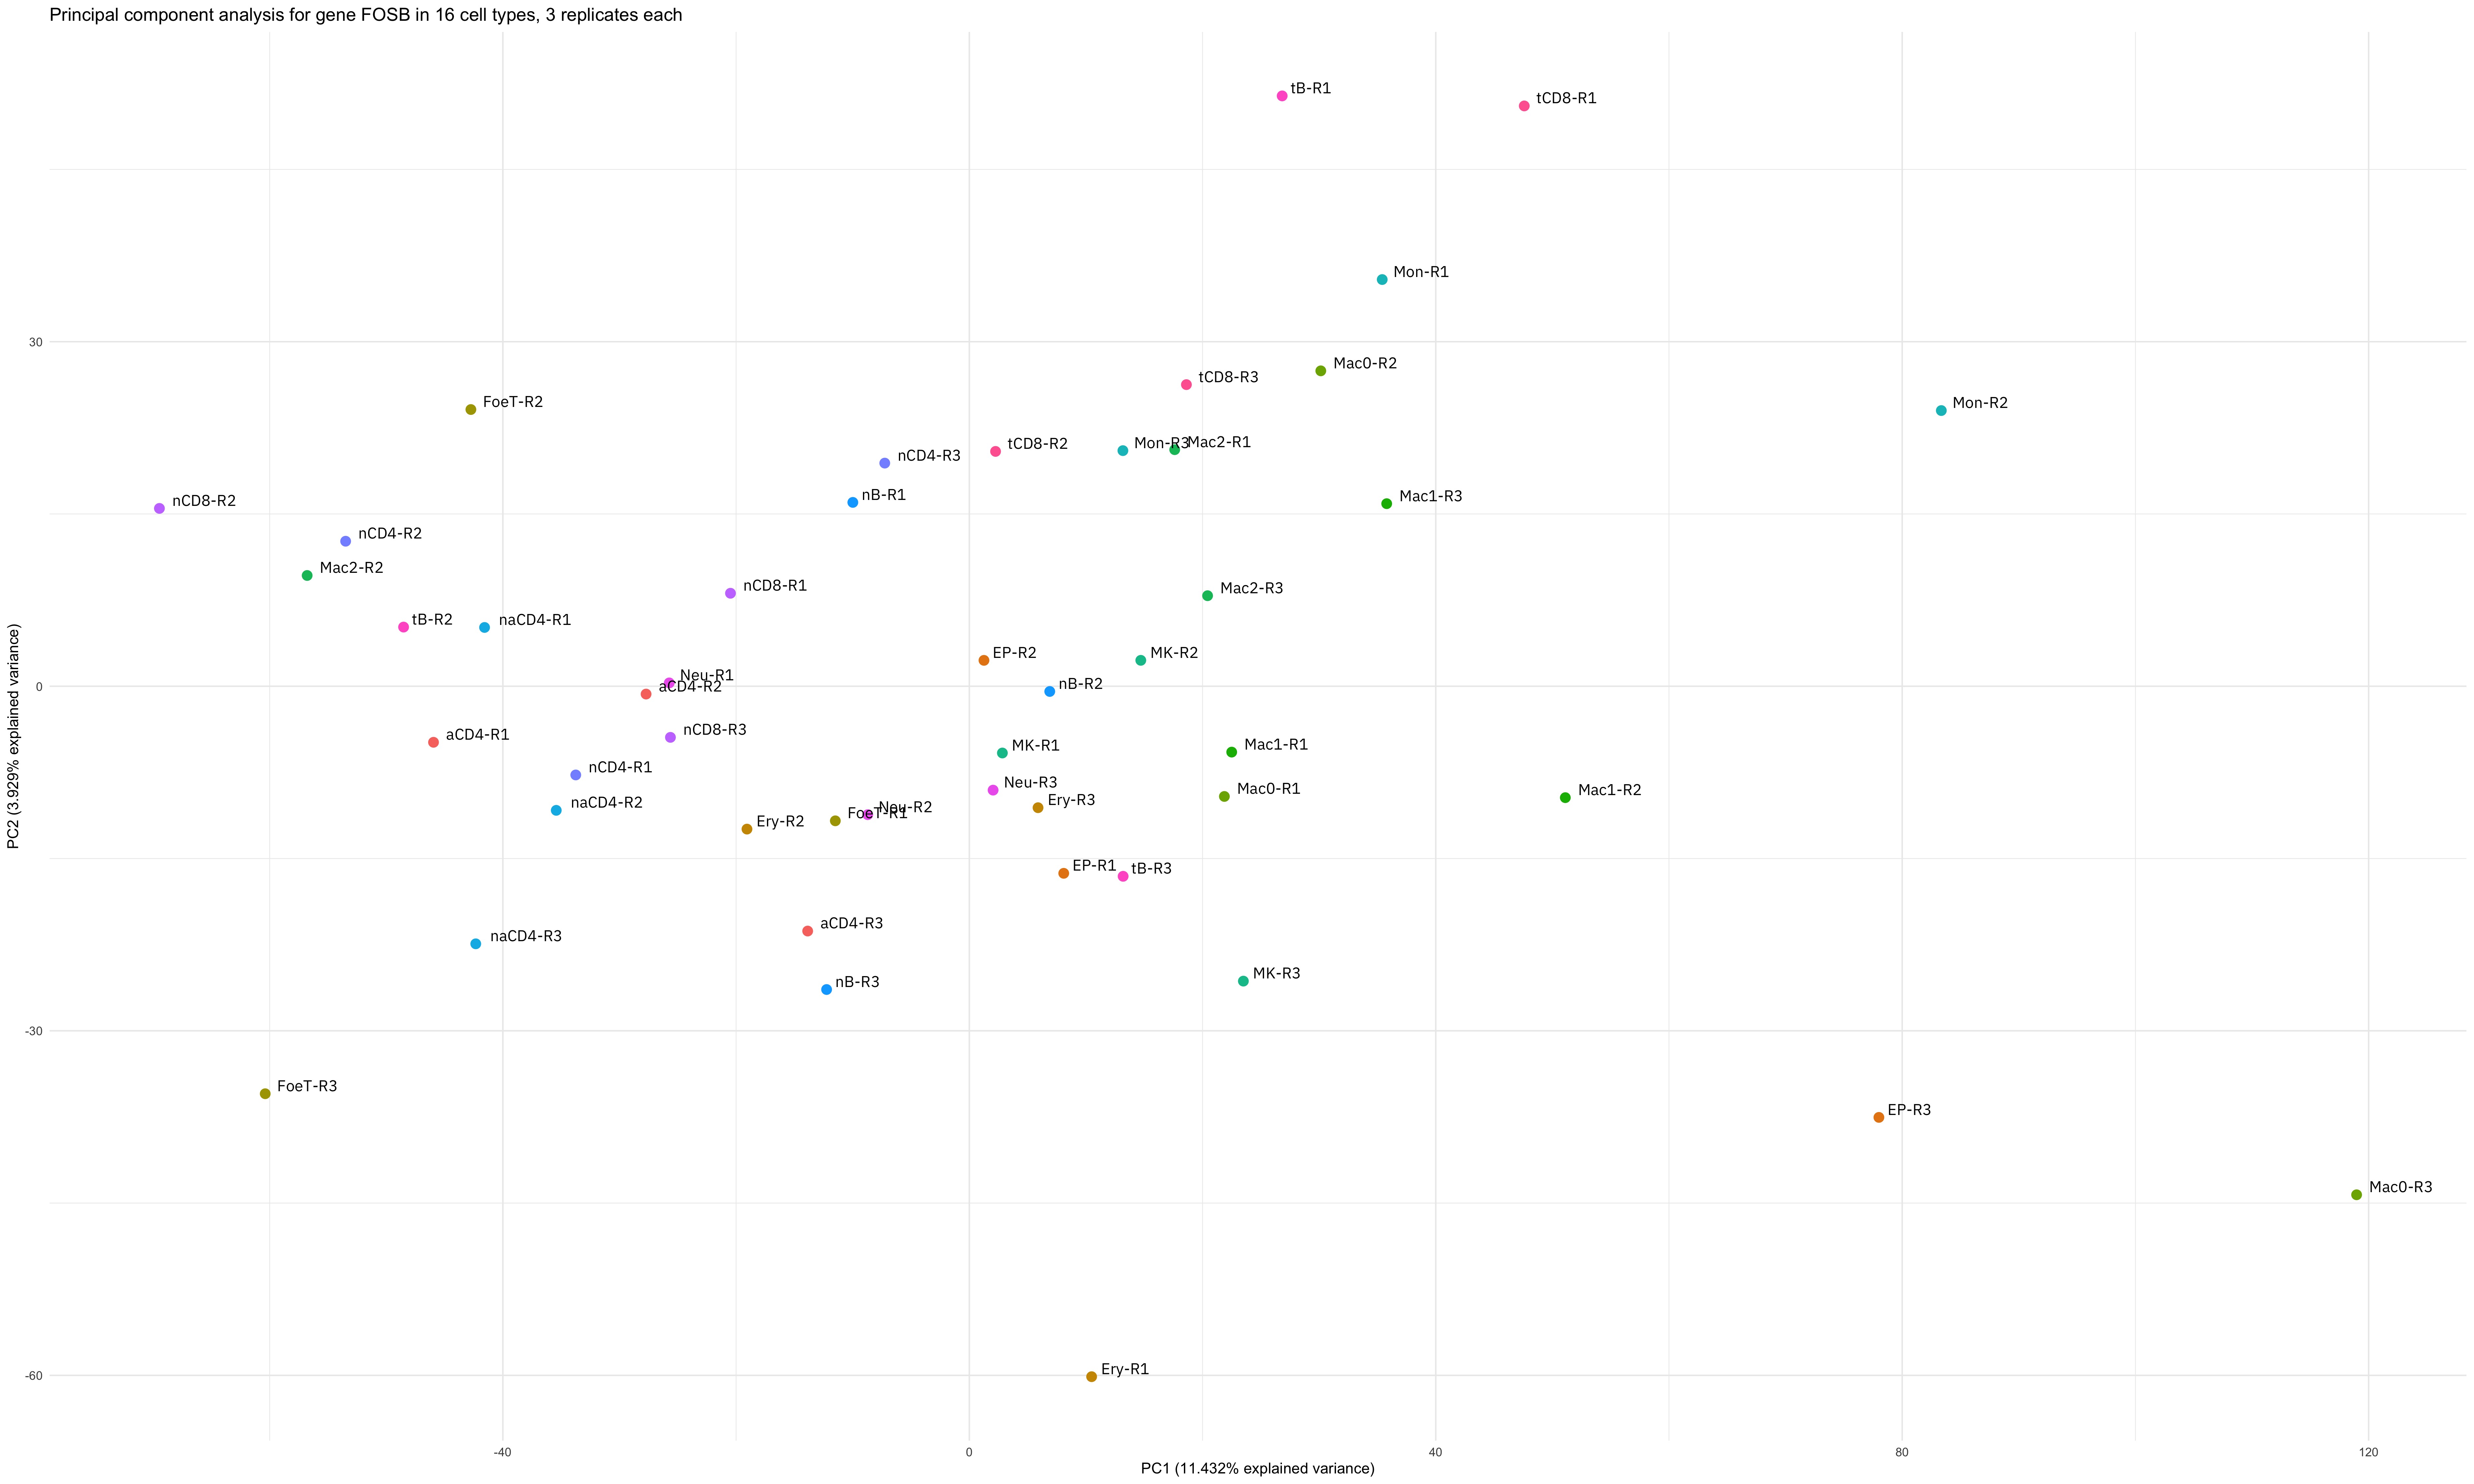 Principal component analysis for gene FOSB in 16 cell types, 3 replicates each
tB-R1
tCD8-R1
Mon-R1
30
Mac0-R2
tCD8-R3
FoeT-R2
Mon-R2
tCD8-R2
Mon-R3
Mac2-R1
nCD4-R3
nB-R1
Mac1-R3
nCD8-R2
nCD4-R2
Mac2-R2
nCD8-R1
Mac2-R3
tB-R2
naCD4-R1
EP-R2
MK-R2
Neu-R1
0
aCD4-R2
nB-R2
aCD4-R1
nCD8-R3
MK-R1
Mac1-R1
nCD4-R1
Neu-R3
Mac0-R1
Mac1-R2
naCD4-R2
Ery-R3
Neu-R2
FoeT-R1
Ery-R2
EP-R1
tB-R3
aCD4-R3
naCD4-R3
MK-R3
nB-R3
-30
FoeT-R3
EP-R3
Mac0-R3
Ery-R1
-60
PC2 (3.929% explained variance)
-40
0
40
80
120
PC1 (11.432% explained variance)